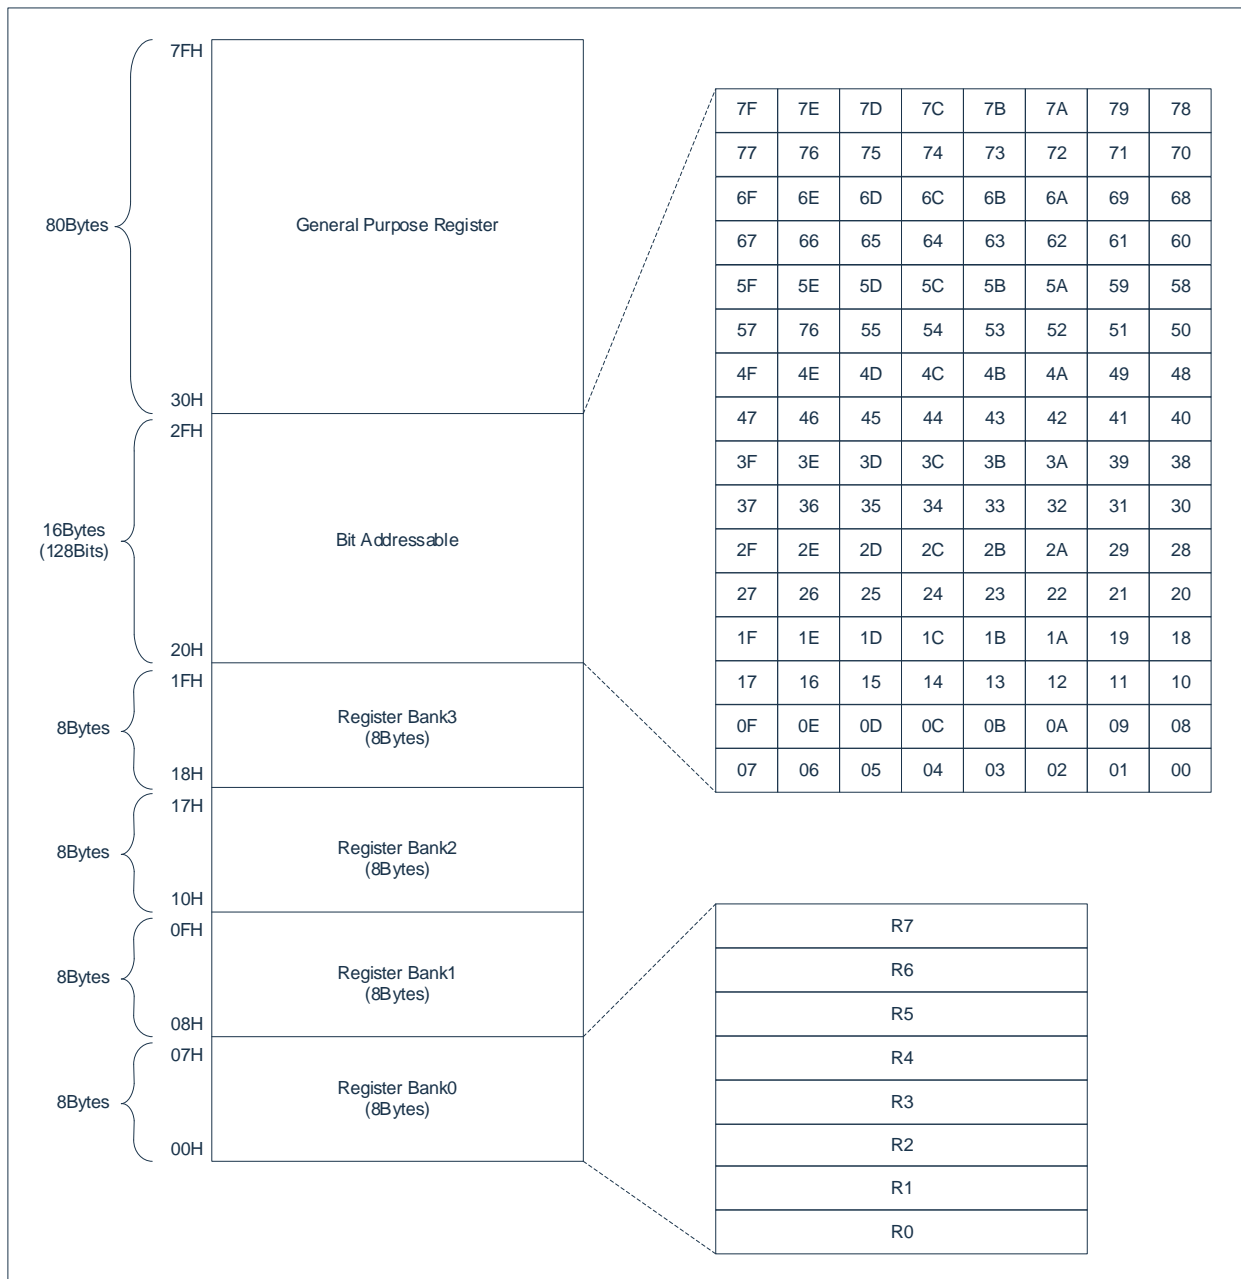 7FH
80Bytes
General Purpose Register
30H
2FH
16Bytes
(128Bits)
Bit Addressable
20H
1FH
8Bytes
Register Bank3
(8Bytes)
18H
17H
8Bytes
Register Bank2
(8Bytes)
10H
0FH
8Bytes
Register Bank1
(8Bytes)
08H
07H
8Bytes
Register Bank0
(8Bytes)
00H
7F 7E 7D 7C 7B 7A 79 78
77 76 75 74 73 72 71 70
6F 6E 6D 6C 6B 6A 69 68
67 66 65 64 63 62 61 60
5F 5E 5D 5C 5B 5A 59 58
57 76 55 54 53 52 51 50
4F 4E 4D 4C 4B 4A 49 48
47 46 45 44 43 42 41 40
3F 3E 3D 3C 3B 3A 39 38
37 36 35 34 33 32 31 30
2F 2E 2D 2C 2B 2A 29 28
27 26 25 24 23 22 21 20
1F 1E 1D 1C 1B 1A 19 18
17 16 15 14 13 12 11 10
0F 0E 0D 0C 0B 0A 09 08
07 06 05 04 03 02 01 00
R7
R6
R5
R4
R3
R2
R1
R0